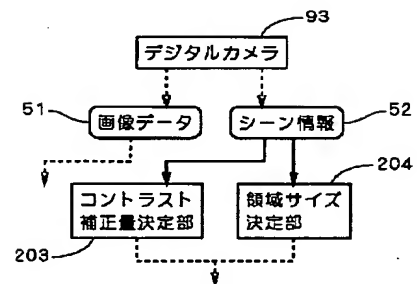 93
デジタルカメラ
51
画像データ
シーン情報
52
204
コントラスト
補正量決定部
領域サイズ
決定部
203